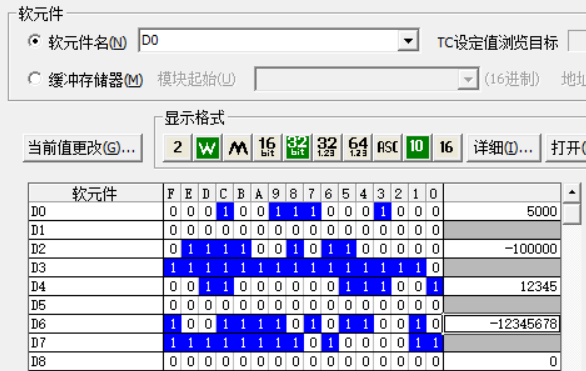 软元件
软元件名(N) D0 TC设定值浏览目标
缓冲存储器(M) 模块起始(U) (16进制) 地址
显示格式
当前值更改(G)... 2 W M 16 bit 32 bit 32 1.23 64 1.23 ASC 10 16 详细(I)... 打开(
软元件 F E D C B A 9 8 7 6 5 4 3 2 1 0
D0 0 0 0 1 0 0 1 1 1 0 0 0 1 0 0 0 5000
D1 0 0 0 0 0 0 0 0 0 0 0 0 0 0 0 0
D2 0 1 1 1 1 0 0 1 0 1 1 0 0 0 0 0 -100000
D3 1 1 1 1 1 1 1 1 1 1 1 1 1 1 1 0
D4 0 0 1 1 0 0 0 0 0 0 1 1 1 0 0 1 12345
D5 0 0 0 0 0 0 0 0 0 0 0 0 0 0 0 0
D6 1 0 0 1 1 1 1 0 1 0 1 1 0 0 1 0 -12345678
D7 1 1 1 1 1 1 1 1 0 1 0 0 0 0 1 1
D8 0 0 0 0 0 0 0 0 0 0 0 0 0 0 0 0 0